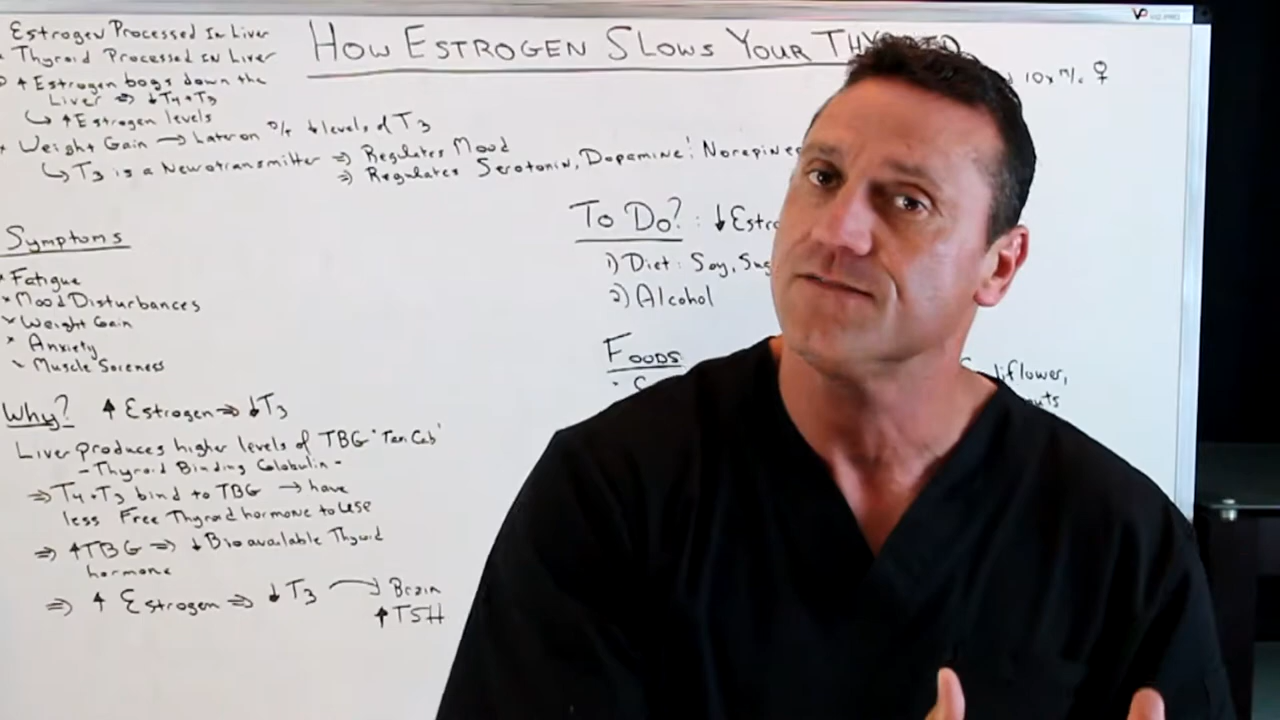 HOW ESTROGEN SLOWS YOUR THYROID
Estrogen Processed In Liver
Thyroid Processed in Liver
↑ Estrogen bogs down the
Liver ⇒ ↓T4+T3
↳ ↑Estrogen levels
10x m/c ♀
Weight Gain → Later on % ↓levels of T3
↳ T3 is a Neurotransmitter ⇒ Regulates Mood
⇒ Regulates Serotonin, Dopamine: Norepine
Symptoms
Fatigue
Mood Disturbances
Weight Gain
Anxiety
Muscle Soreness
To Do? : ↓Estro
1) Diet: Soy, Sug
2) Alcohol
FOODS
liflower,
Why? ↑ Estrogen ⇒ ↓T3
Liver produces higher levels of TBG "Tan Cab"
- Thyroid Binding Golabulin -
⇒ T4+T3 bind to TBG → have
less Free Thyroid hormone to use
⇒ ↑TBG ⇒ ↓ Bioavailable Thyroid
hormone
⇒ ↑ Estrogen ⇒ ↓T3 → Brain
↑TSH